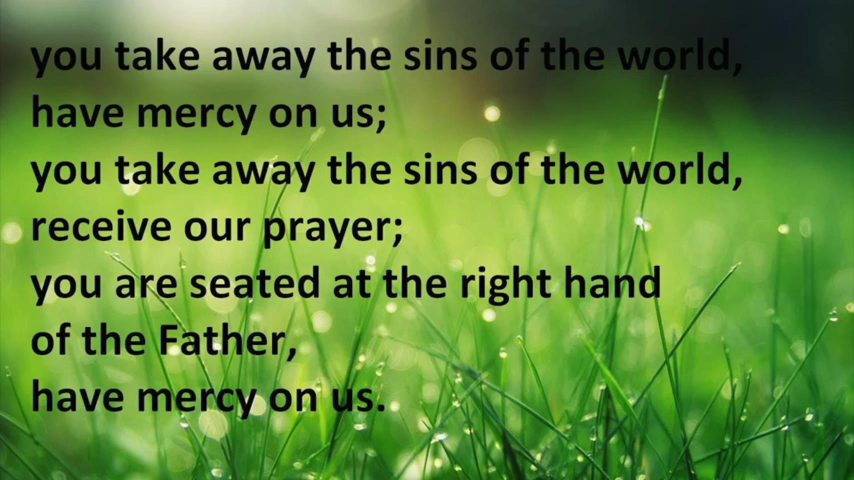 you take away the sins of the world,
have mercy on us;
you take away the sins of the world,
receive our prayer;
you are seated at the right hand
of the Father,
have mercy on us.